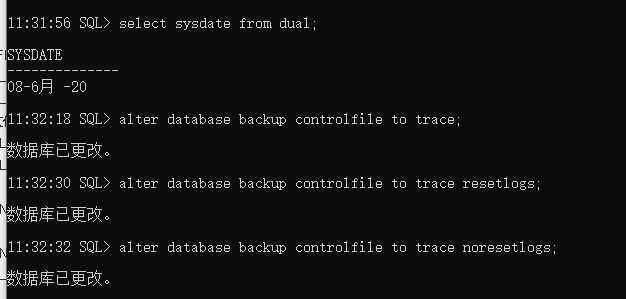 11:31:56 SQL> select sysdate from dual;
SYSDATE
--------------
08-6月 -20
11:32:18 SQL> alter database backup controlfile to trace;
数据库已更改。
11:32:30 SQL> alter database backup controlfile to trace resetlogs;
数据库已更改。
11:32:32 SQL> alter database backup controlfile to trace noresetlogs;
数据库已更改。